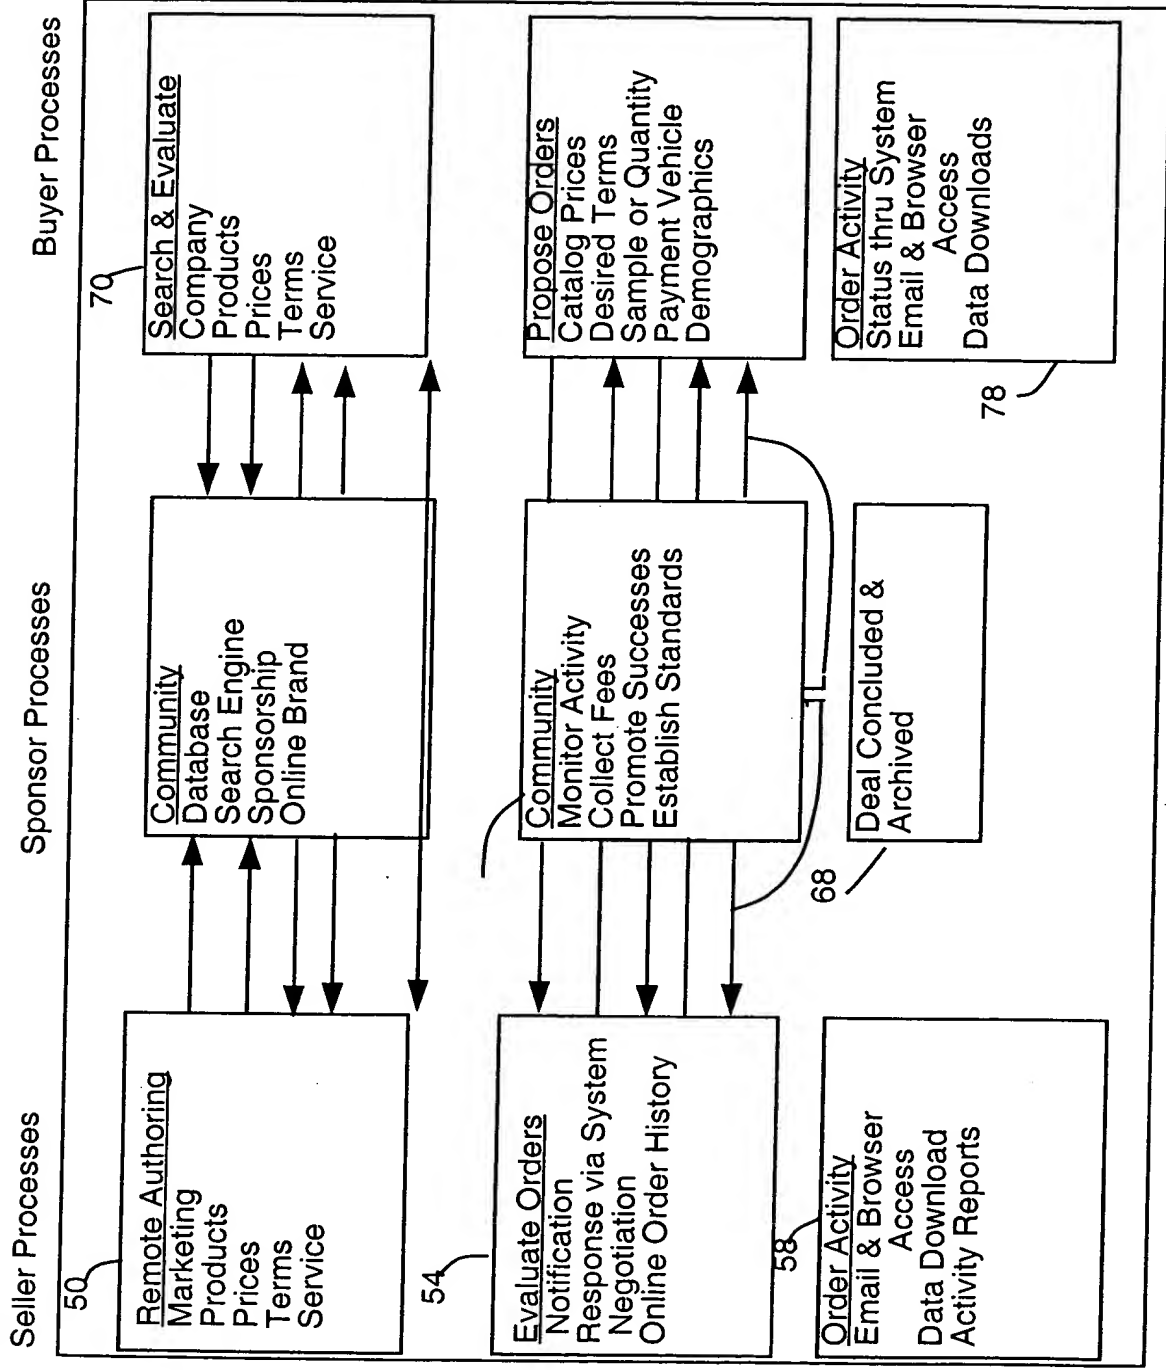 Seller Processes
Sponsor Processes
Buyer Processes
50
Remote Authoring
Marketing
Products
Prices
Terms
Service
Community
Database
Search Engine
Sponsorship
Online Brand
70
Search & Evaluate
Company
Products
Prices
Terms
Service
54
Evaluate Orders
Notification
Response via System
Negotiation
Online Order History
Community
Monitor Activity
Collect Fees
Promote Successes
Establish Standards
Propose Orders
Catalog Prices
Desired Terms
Sample or Quantity
Payment Vehicle
Demographics
58
Order Activity
Email & Browser
Access
Data Download
Activity Reports
68
Deal Concluded &
Archived
78
Order Activity
Status thru System
Email & Browser
Access
Data Downloads